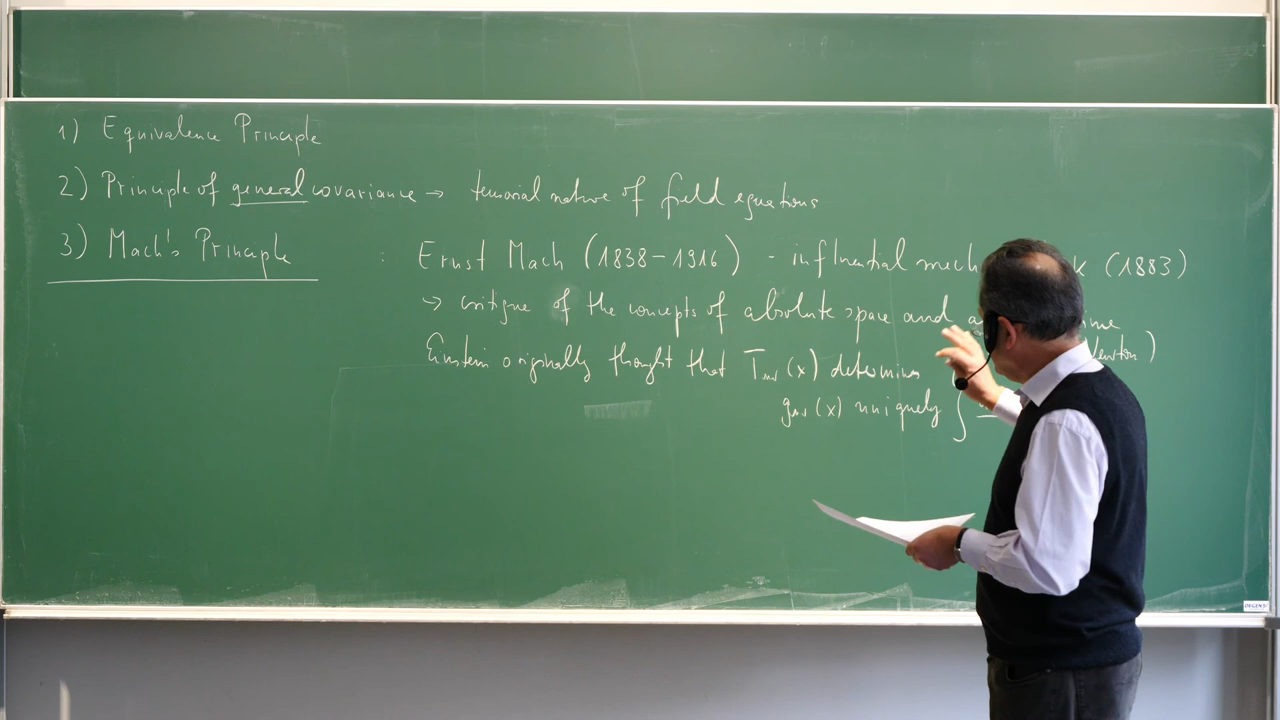 1) Equivalence Principle
2) Principle of general covariance → tensorial nature of field equations
3) Mach's Principle : Ernst Mach (1838-1916) - influential (1883)
→ critique of the concepts of absolute space and
Einstein originally thought that Tμν(x) determines
gμν(x) uniquely